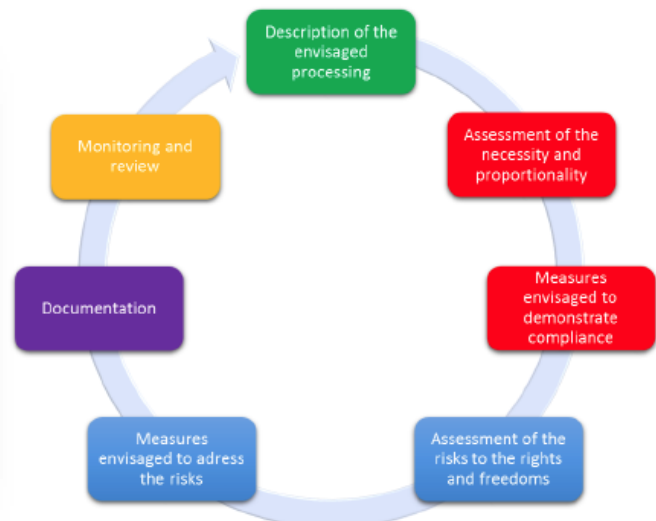 Description of the
envisaged
processing
Assessment of the
necessity and
proportionality
Measures
envisaged to
demonstrate
compliance
Assessment of the
risks to the rights
and freedoms
Measures
envisaged to adress
the risks
Documentation
Monitoring and
review